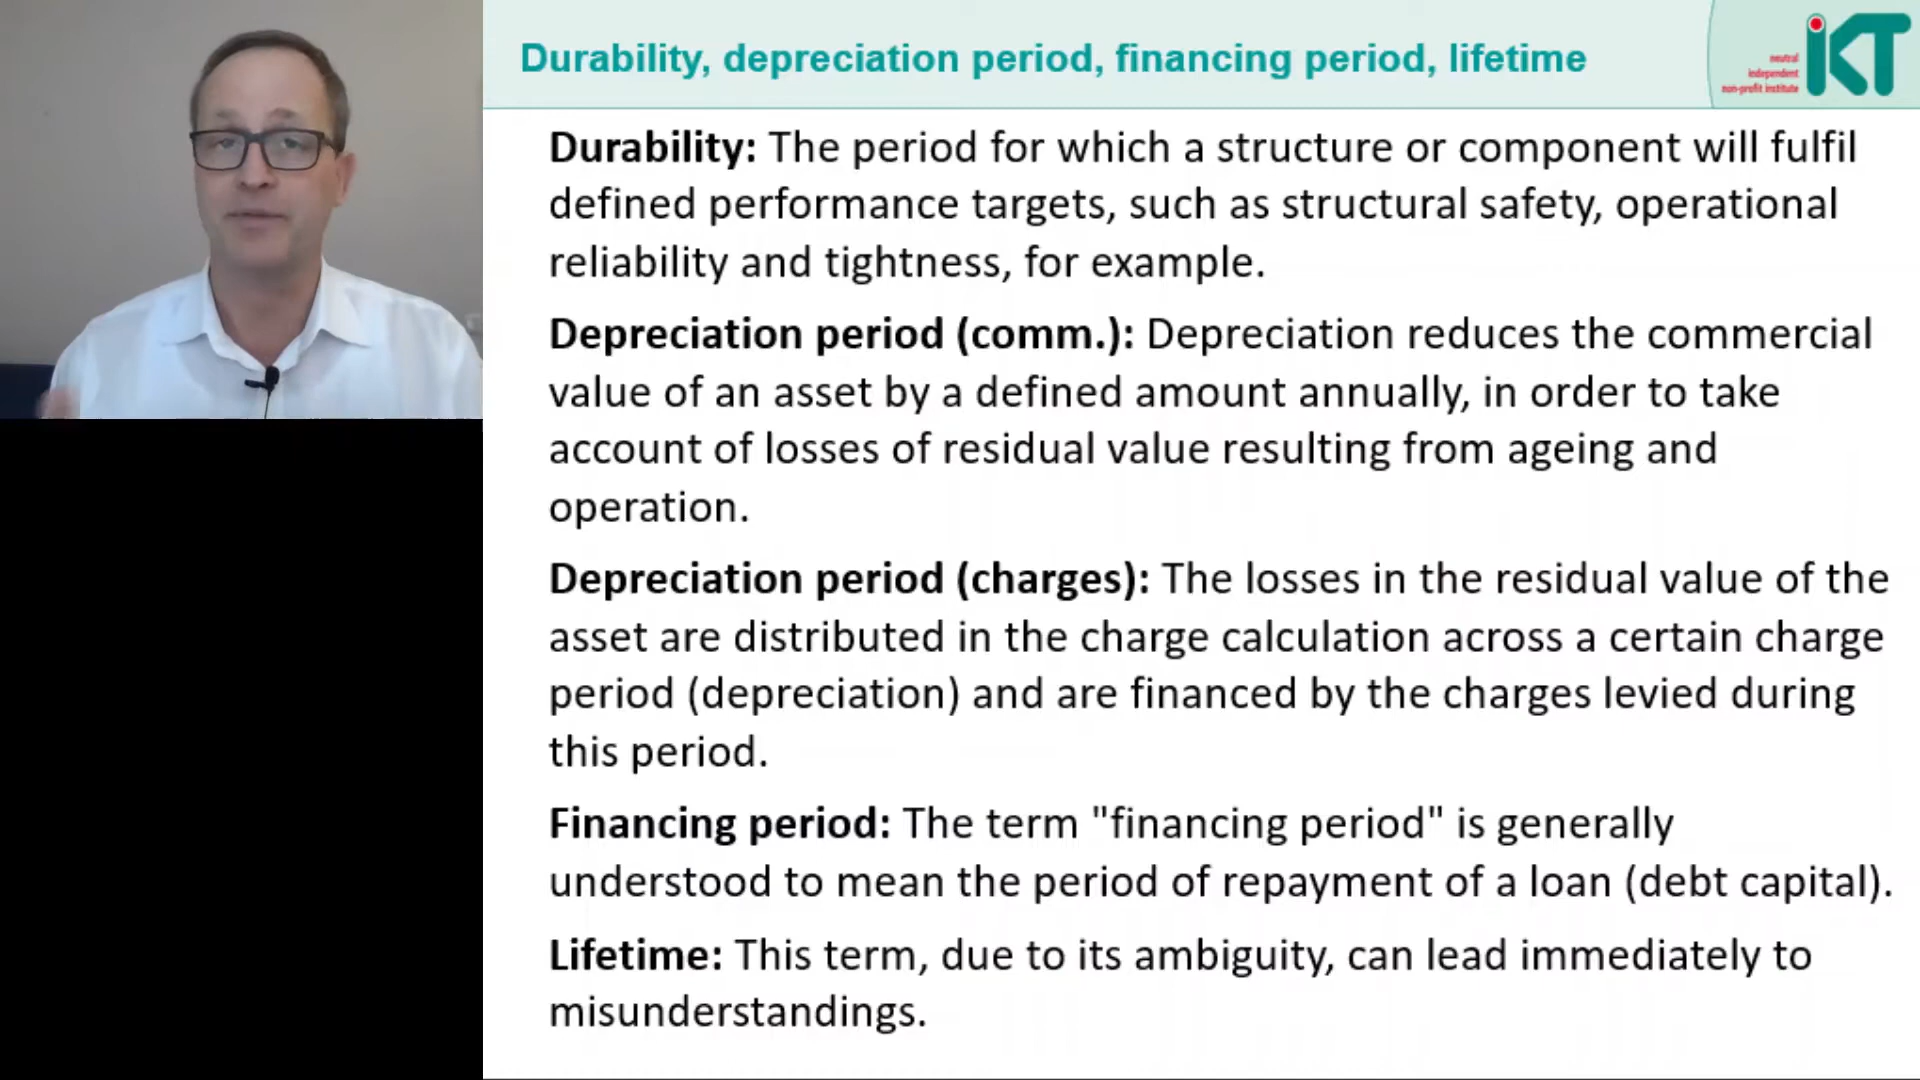 Durability, depreciation period, financing period, lifetime
neutral
independent
non-profit institute
iKT
Durability: The period for which a structure or component will fulfil
defined performance targets, such as structural safety, operational
reliability and tightness, for example.
Depreciation period (comm.): Depreciation reduces the commercial
value of an asset by a defined amount annually, in order to take
account of losses of residual value resulting from ageing and
operation.
Depreciation period (charges): The losses in the residual value of the
asset are distributed in the charge calculation across a certain charge
period (depreciation) and are financed by the charges levied during
this period.
Financing period: The term "financing period" is generally
understood to mean the period of repayment of a loan (debt capital).
Lifetime: This term, due to its ambiguity, can lead immediately to
misunderstandings.